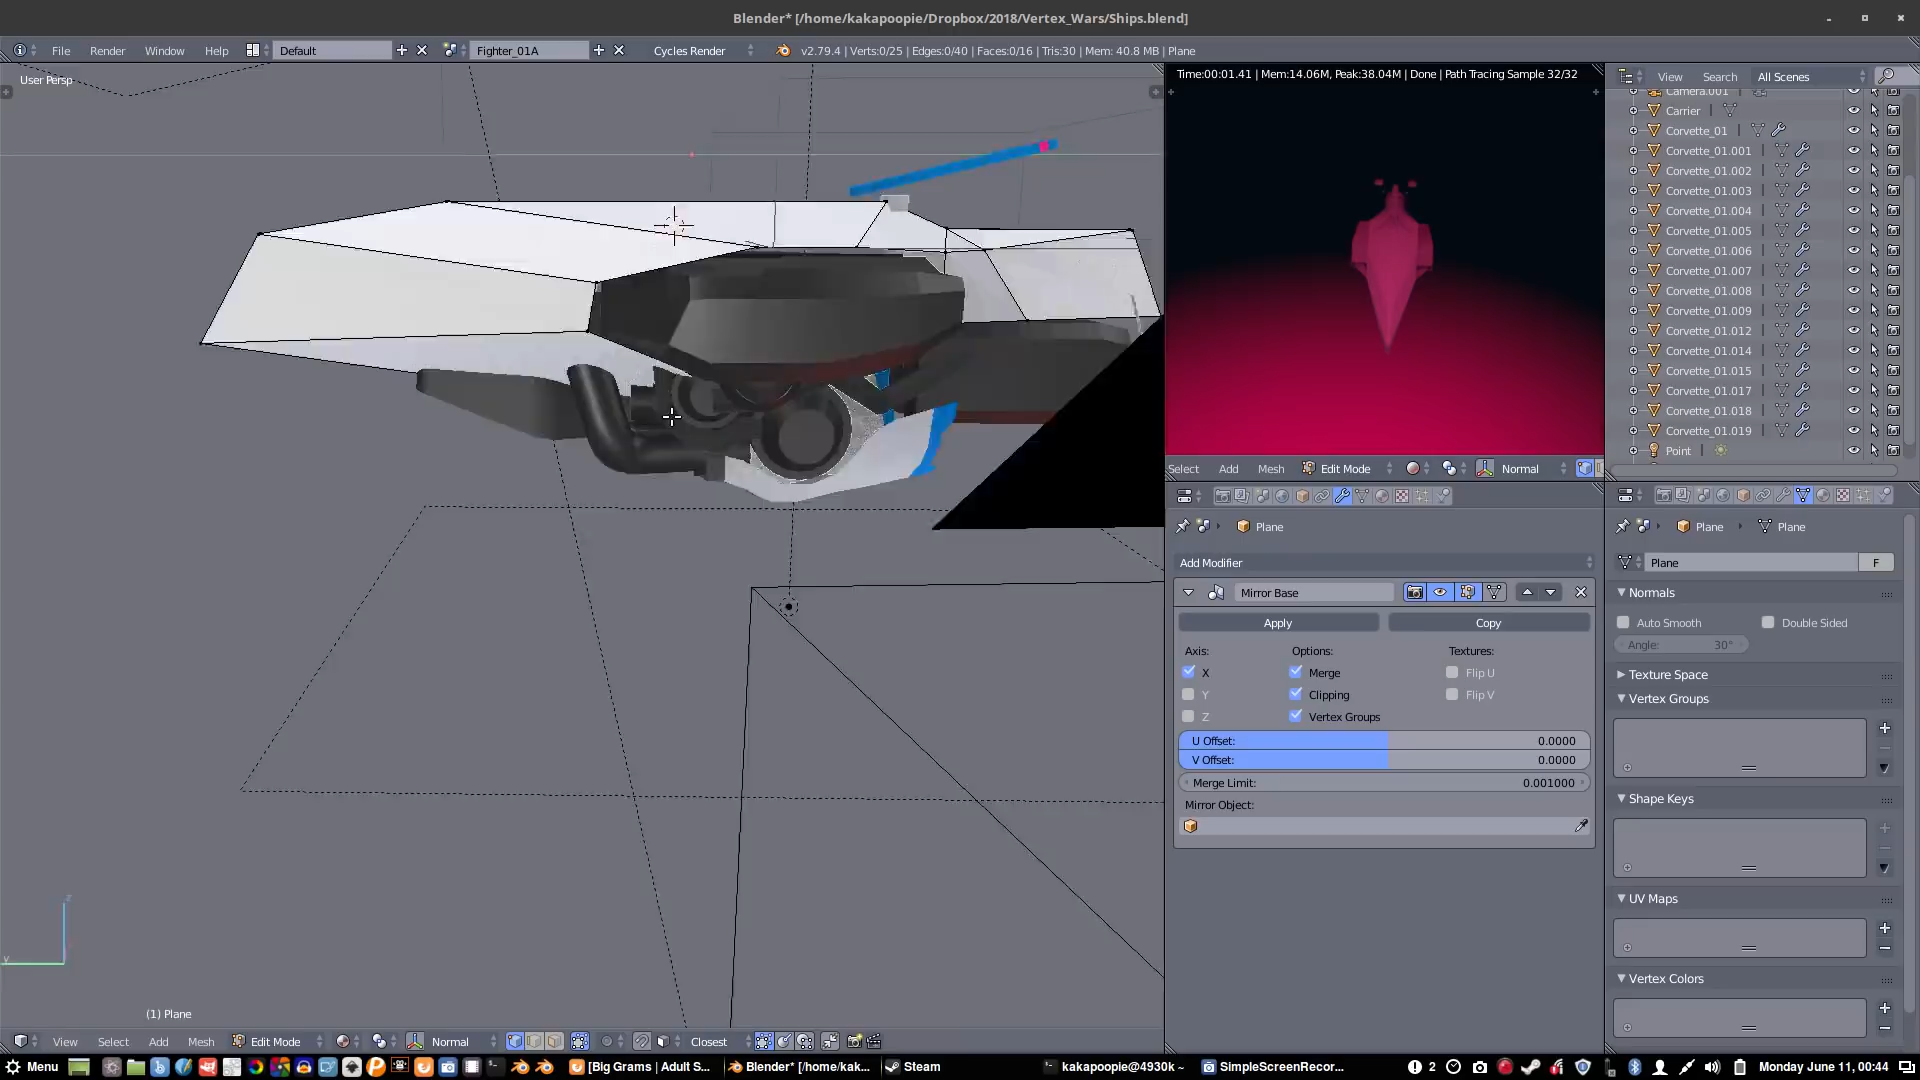 Blender* [/home/kakapoopie/Dropbox/2018/Vertex_Wars/Ships.blend]
File Render Window Help Default Fighter_01A Cycles Render v2.79.4 | Verts:0/25 | Edges:0/40 | Faces:0/16 | Tris:30 | Mem: 40.8 MB | Plane
User Persp
Time:00:01.41 | Mem:14.06M, Peak:38.04M | Done | Path Tracing Sample 32/32
View Search All Scenes
Camera.001
Carrier
Corvette_01
Corvette_01.001
Corvette_01.002
Corvette_01.003
Corvette_01.004
Corvette_01.005
Corvette_01.006
Corvette_01.007
Corvette_01.008
Corvette_01.009
Corvette_01.012
Corvette_01.014
Corvette_01.015
Corvette_01.017
Corvette_01.018
Corvette_01.019
Point
Select Add Mesh Edit Mode Normal
Plane
Add Modifier
Mirror Base
Apply Copy
Axis: Options: Textures:
X Merge Flip U
Y Clipping Flip V
Z Vertex Groups
U Offset: 0.0000
V Offset: 0.0000
Merge Limit: 0.001000
Mirror Object:
Plane Plane
Plane F
Normals
Auto Smooth Double Sided
Angle: 30°
Texture Space
Vertex Groups
Shape Keys
UV Maps
Vertex Colors
z
y
(1) Plane
View Select Add Mesh Edit Mode Normal Closest
Menu [Big Grams | Adult S... Blender* [/home/kak... Steam kakapoopie@4930k ~ SimpleScreenRecor... 2 Monday June 11, 00:44